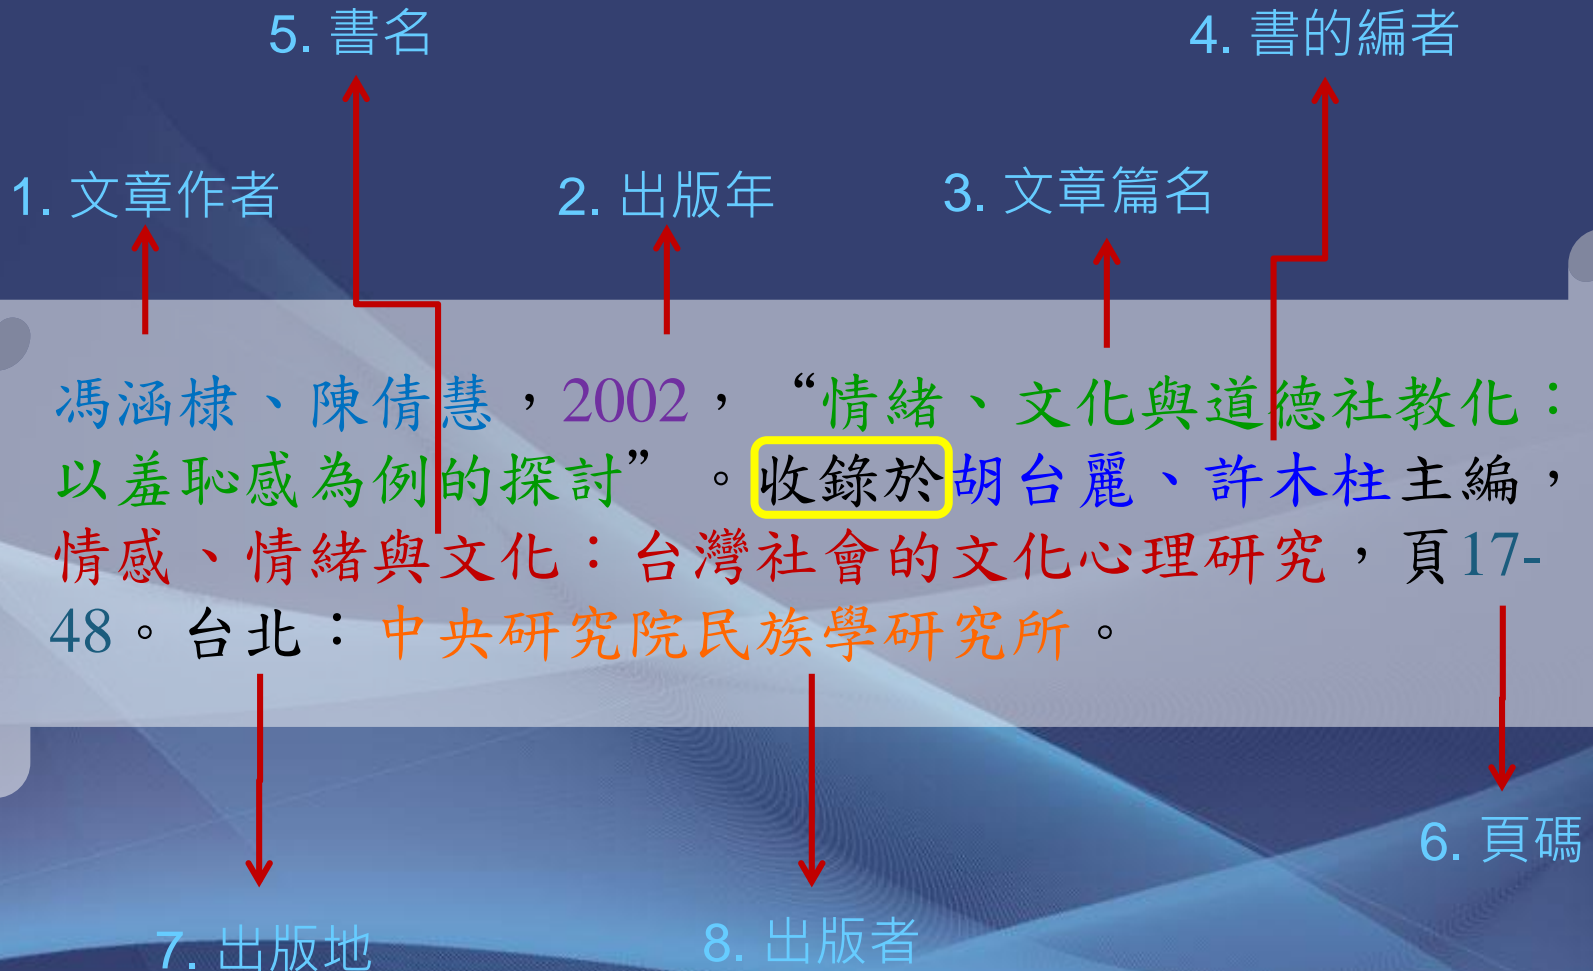 5. 書名
4. 書的編者
1. 文章作者
2. 出版年
3. 文章篇名
馮涵棣、陳倩慧，2002，“情緒、文化與道德社教化：
以羞恥感為例的探討”。收錄於胡台麗、許木柱主編，
情感、情緒與文化：台灣社會的文化心理研究，頁17-
48。台北：中央研究院民族學研究所。
6. 頁碼
7. 出版地
8. 出版者